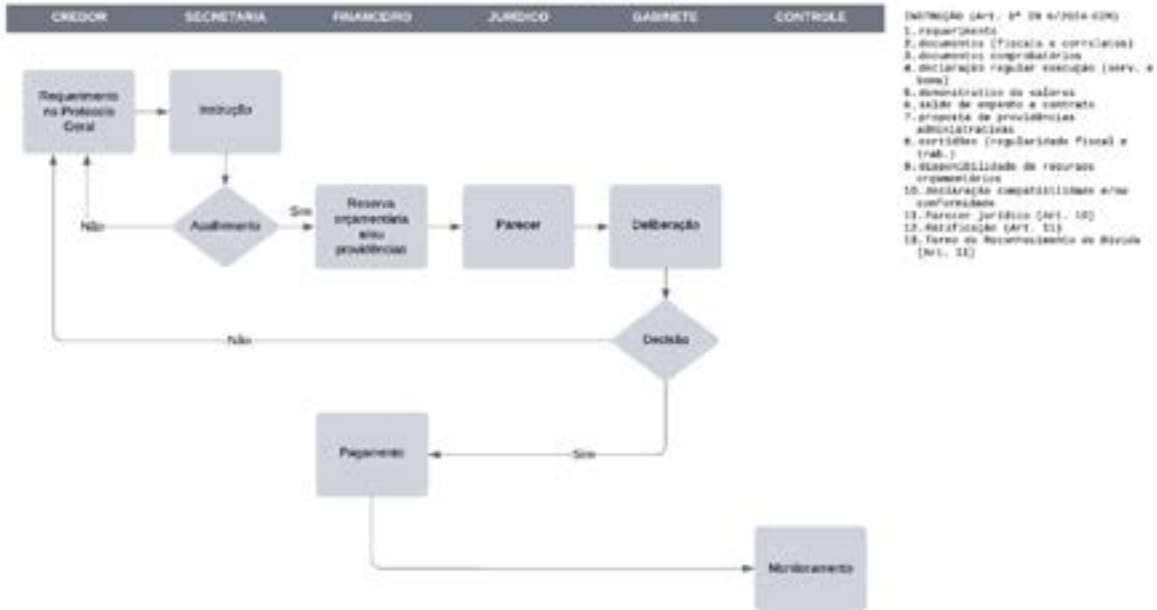 CREDOR SECRETARIA FINANCEIRO JURÍDICO GABINETE CONTROLE
Requerimento
no Protocolo
Geral
Instrução
Acolhimento
Não
Sim
Reserva
orçamentária
e/ou
providências
Parecer
Deliberação
Decisão
Não
Sim
Pagamento
Monitoramento
INSTRUÇÃO (Art.
1. requerimento
2. documentos (fiscais e correlatos)
3. documentos comprobatórios
4. declaração regular execução (serv. e
bens)
5. demonstrativo de valores
6. saldo de empenho e contrato
7. proposta de providências
administrativas
8. certidões (regularidade fiscal e
trab.)
9. disponibilidade de recursos
orçamentários
10. declaração compatibilidade e/ou
conformidade
11. Parecer jurídico (Art. 10)
12. Ratificação (Art. 11)
13. Termo de Reconhecimento de Dívida
(Art. 11)